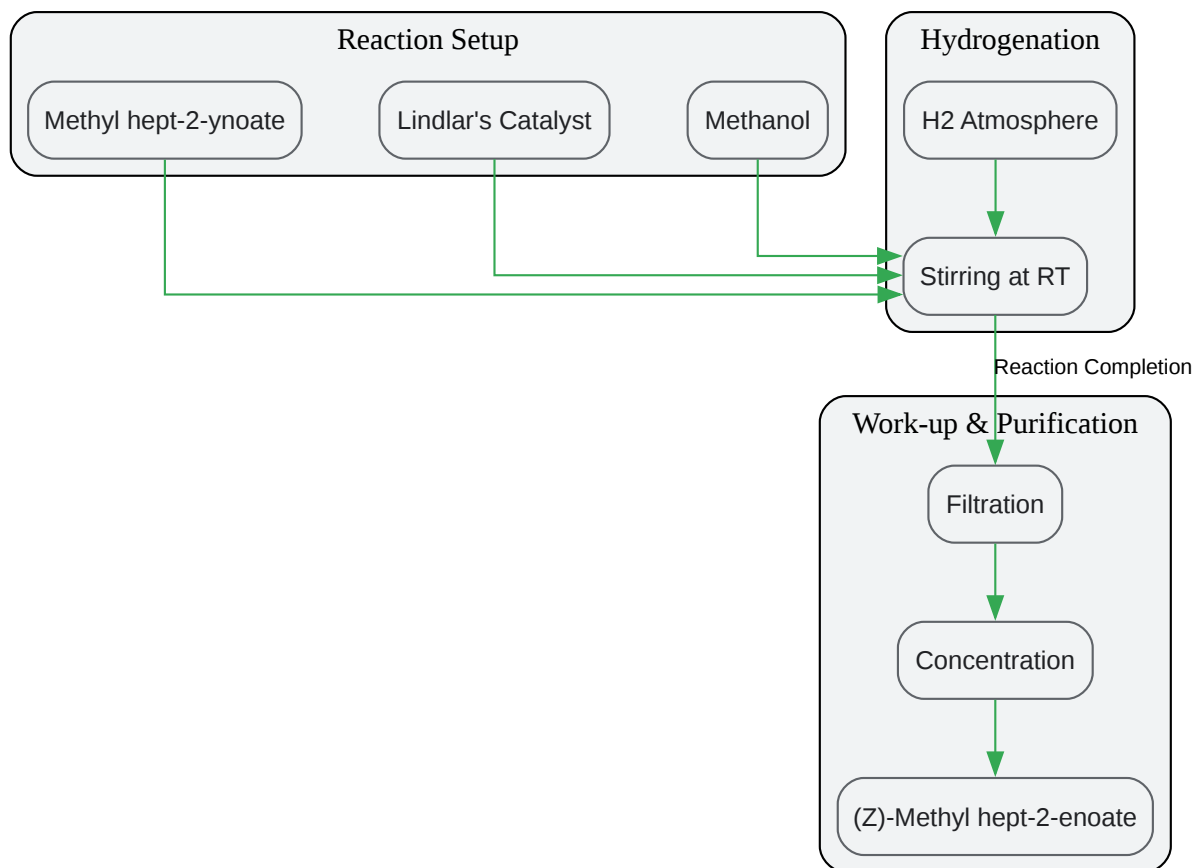 Reaction Setup
Hydrogenation
Methyl hept-2-ynoate
Lindlar's Catalyst
Methanol
H2 Atmosphere
Stirring at RT
Reaction Completion
Work-up & Purification
Filtration
Concentration
(Z)-Methyl hept-2-enoate